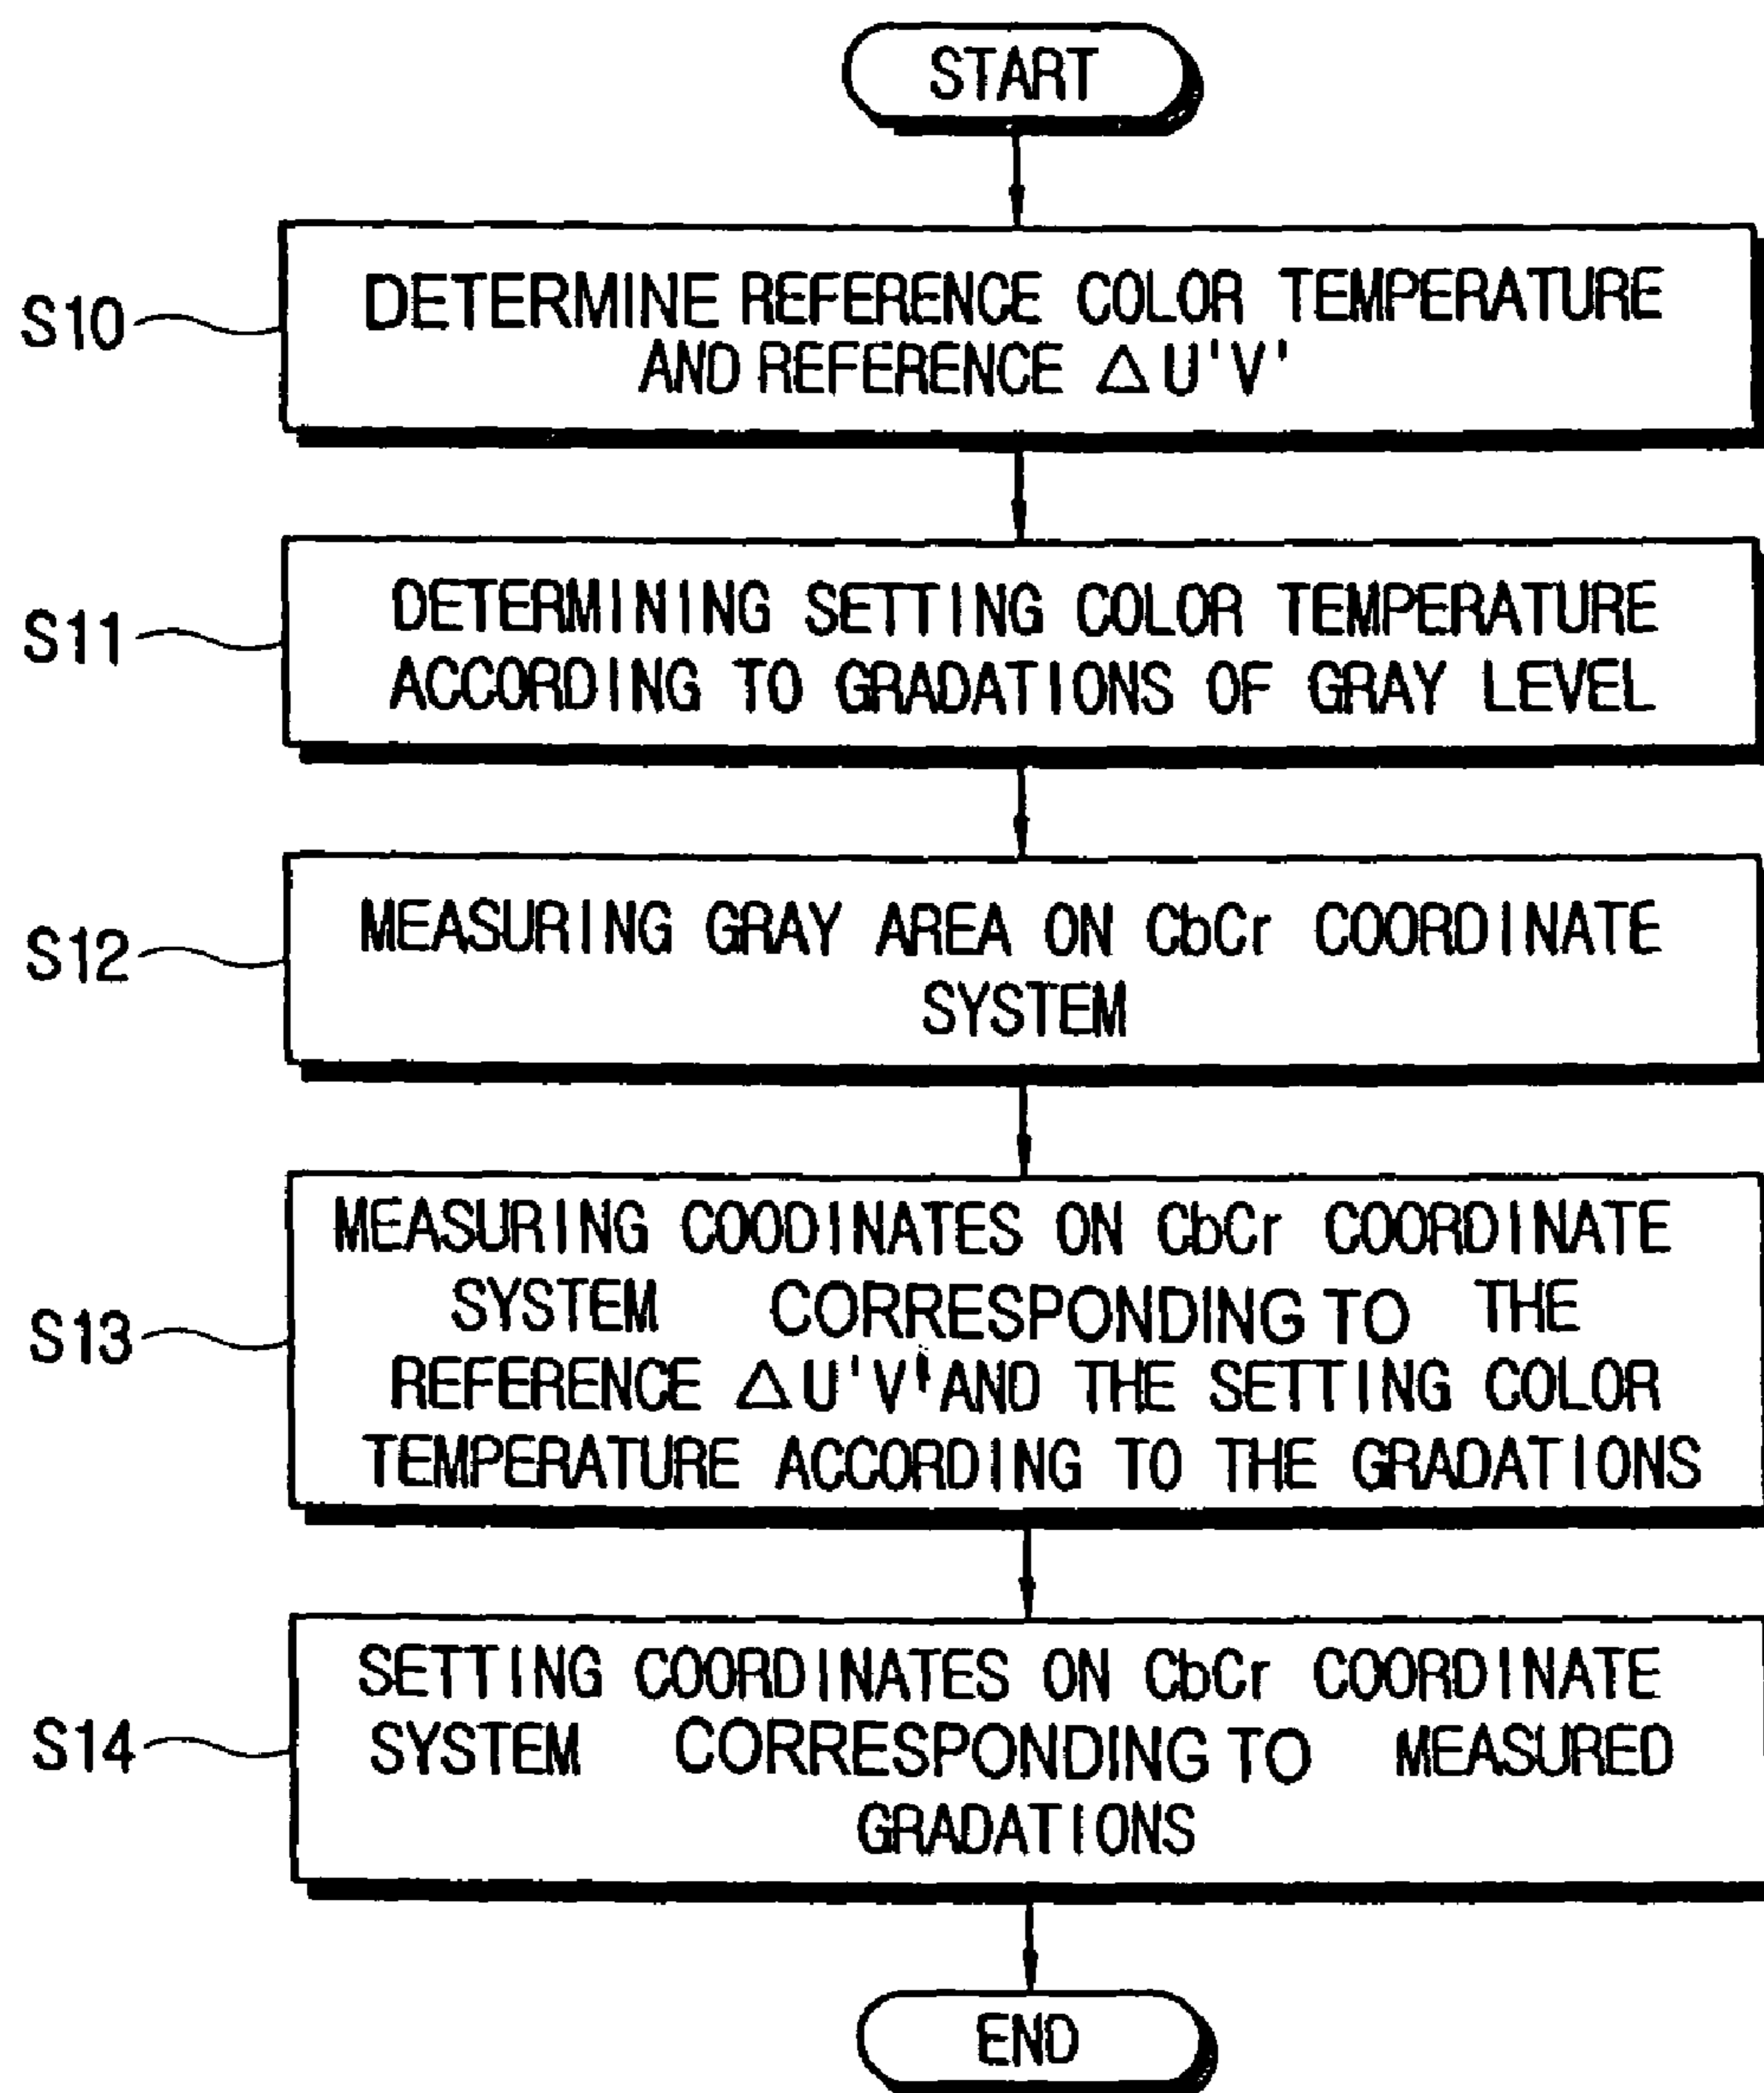 START
S10
DETERMINE REFERENCE COLOR TEMPERATURE
AND REFERENCE △U'V'
S11
DETERMINING SETTING COLOR TEMPERATURE
ACCORDING TO GRADATIONS OF GRAY LEVEL
S12
MEASURING GRAY AREA ON CbCr COORDINATE
SYSTEM
S13
MEASURING COODINATES ON CbCr COORDINATE
SYSTEM CORRESPONDING TO THE
REFERENCE △U'V' AND THE SETTING COLOR
TEMPERATURE ACCORDING TO THE GRADATIONS
S14
SETTING COORDINATES ON CbCr COORDINATE
SYSTEM CORRESPONDING TO MEASURED
GRADATIONS
END